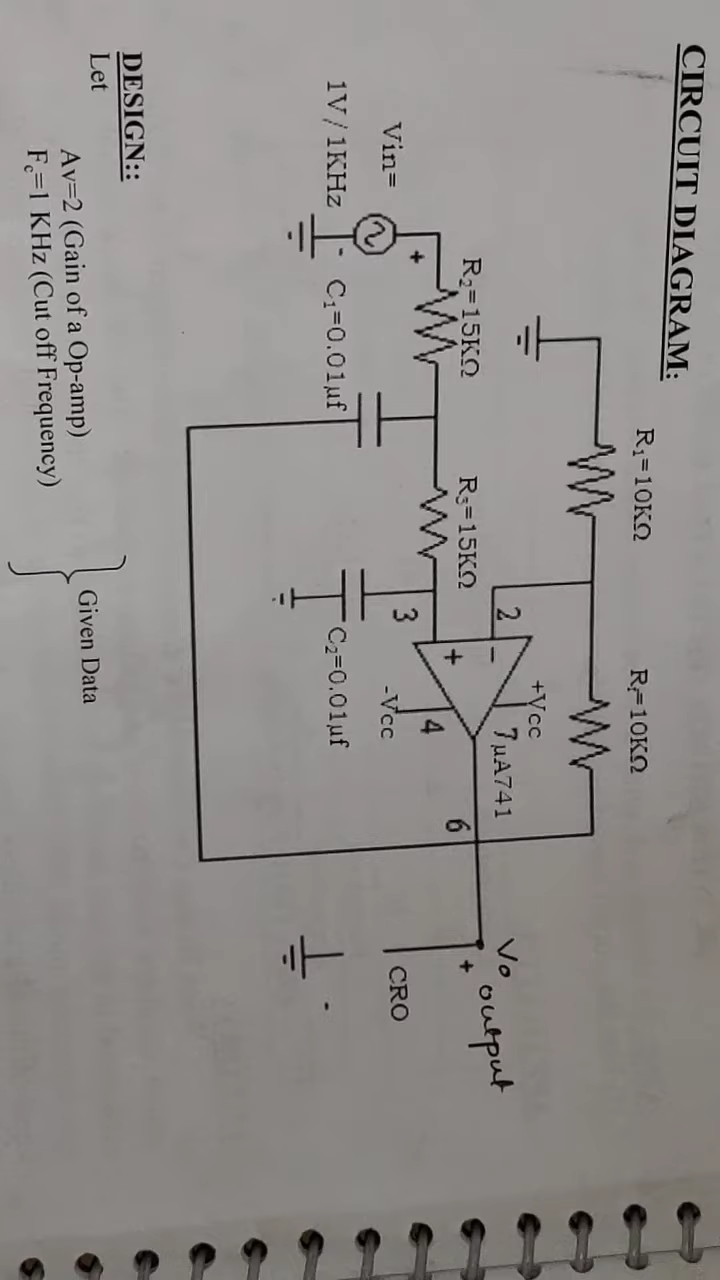 CIRCUIT DIAGRAM:
R₁=10KΩ
Rf=10KΩ
+Vcc
2
7
μA741
Vo output
R₂=15KΩ
R₃=15KΩ
-
+
6
+
Vin=
+
3
4
-Vcc
CRO
1V/1KHz
-
C₁=0.01μf
C₂=0.01μf
-
DESIGN::
Let
Av=2 (Gain of a Op-amp)
Fc=1 KHz (Cut off Frequency)
Given Data